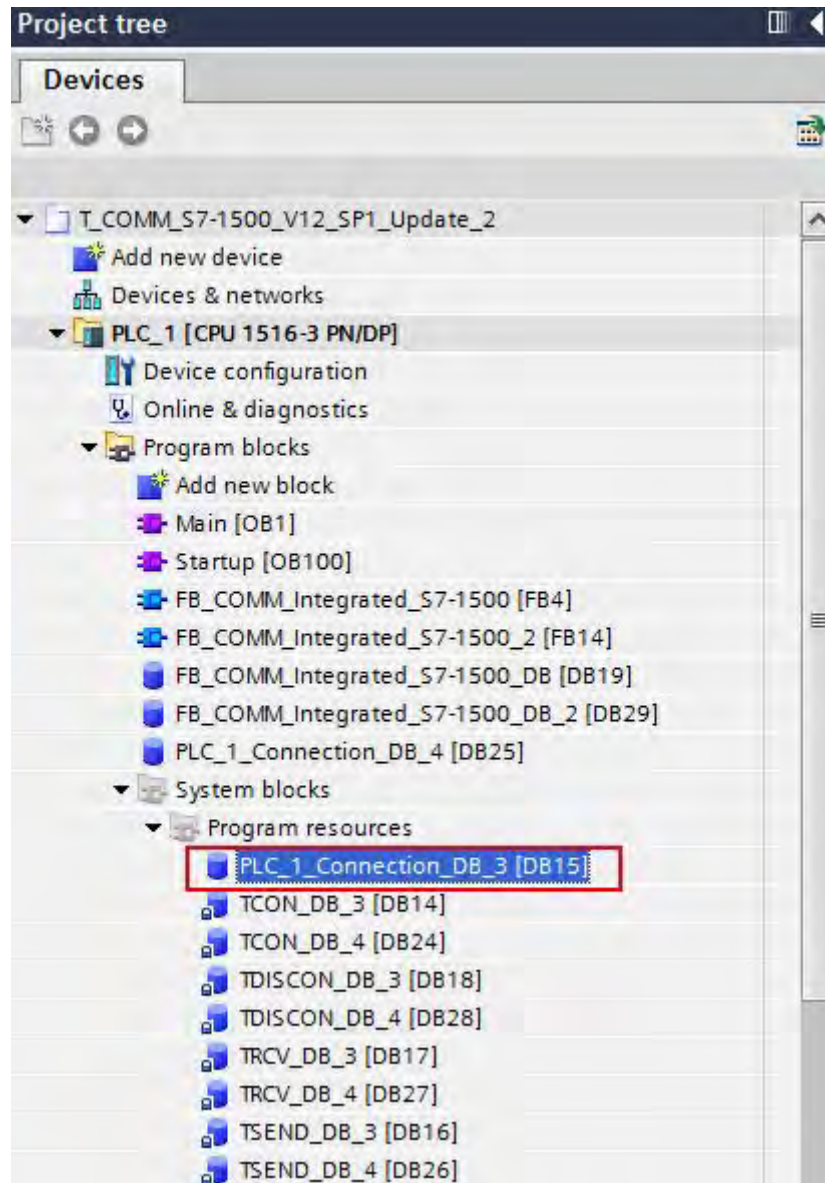 Project tree
Devices
T_COMM_S7-1500_V12_SP1_Update_2
Add new device
Devices & networks
PLC_1 [CPU 1516-3 PN/DP]
Device configuration
Online & diagnostics
Program blocks
Add new block
Main [OB1]
Startup [OB100]
FB_COMM_Integrated_S7-1500 [FB4]
FB_COMM_Integrated_S7-1500_2 [FB14]
FB_COMM_Integrated_S7-1500_DB [DB19]
FB_COMM_Integrated_S7-1500_DB_2 [DB29]
PLC_1_Connection_DB_4 [DB25]
System blocks
Program resources
PLC_1_Connection_DB_3 [DB15]
TCON_DB_3 [DB14]
TCON_DB_4 [DB24]
TDISCON_DB_3 [DB18]
TDISCON_DB_4 [DB28]
TRCV_DB_3 [DB17]
TRCV_DB_4 [DB27]
TSEND_DB_3 [DB16]
TSEND_DB_4 [DB26]